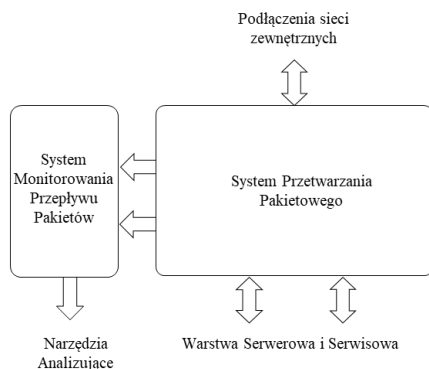 Podłączenia sieci
zewnętrznych
System
Monitorowania
Przepływu
Pakietów
System Przetwarzania
Pakietowego
Narzędzia
Analizujące
Warstwa Serwerowa i Serwisowa